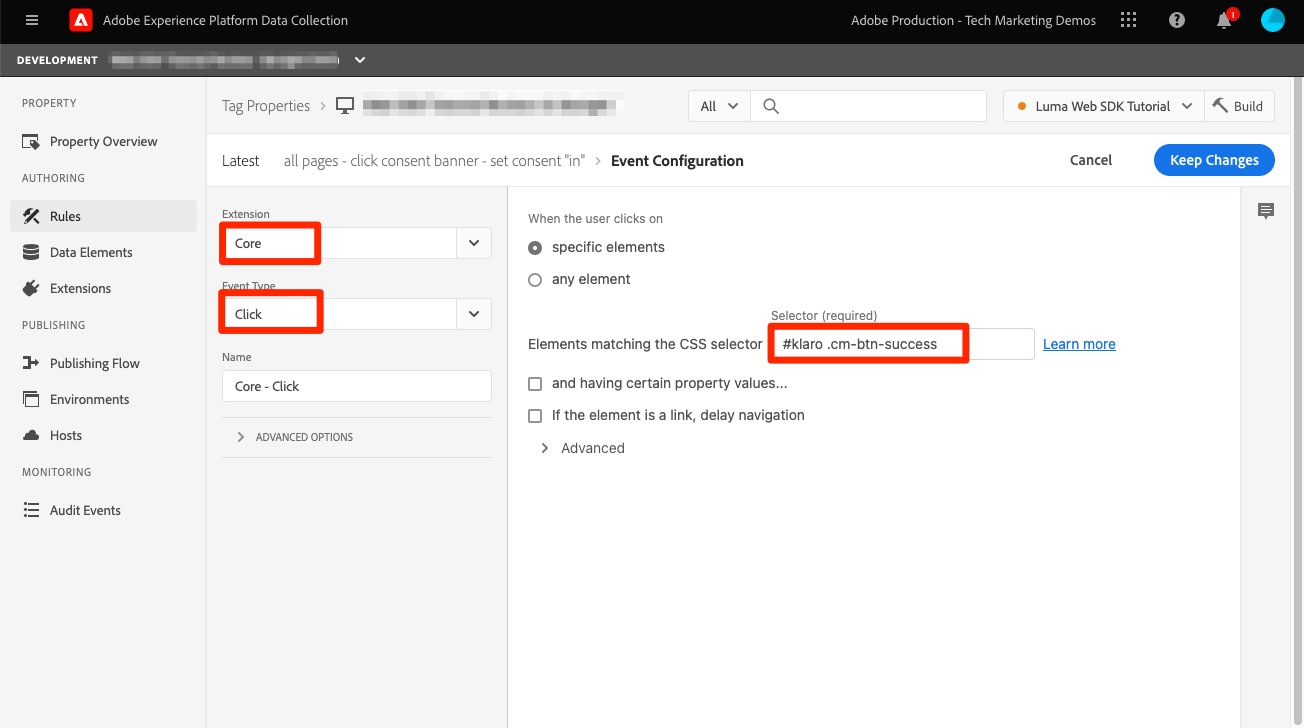 Adobe Experience Platform Data Collection
Adobe Production - Tech Marketing Demos
1
DEVELOPMENT
PROPERTY
Property Overview
AUTHORING
Rules
Data Elements
Extensions
PUBLISHING
Publishing Flow
Environments
Hosts
MONITORING
Audit Events
Tag Properties
All
Luma Web SDK Tutorial
Build
Latest all pages - click consent banner - set consent "in" > Event Configuration
Cancel
Keep Changes
Extension
Core
Event Type
Click
Name
Core - Click
ADVANCED OPTIONS
When the user clicks on
specific elements
any element
Selector (required)
Elements matching the CSS selector #klaro .cm-btn-success Learn more
and having certain property values...
If the element is a link, delay navigation
Advanced